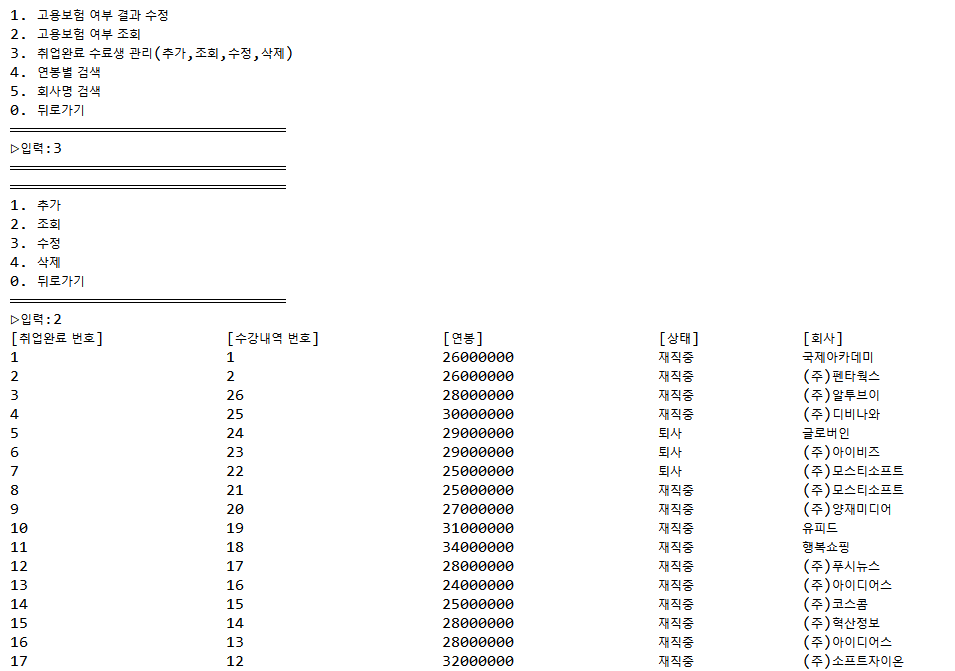 1. 고용보험 여부 결과 수정
2. 고용보험 여부 조회
3. 취업완료 수료생 관리(추가,조회,수정,삭제)
4. 연봉별 검색
5. 회사명 검색
0. 뒤로가기
▷입력:3
1. 추가
2. 조회
3. 수정
4. 삭제
0. 뒤로가기
▷입력:2
[취업완료 번호] [수강내역 번호] [연봉] [상태] [회사]
1 1 26000000 재직중 국제아카데미
2 2 26000000 재직중 (주)펜타웍스
3 26 28000000 재직중 (주)알투브이
4 25 30000000 재직중 (주)디비나와
5 24 29000000 퇴사 글로버인
6 23 29000000 퇴사 (주)아이비즈
7 22 25000000 퇴사 (주)모스티소프트
8 21 25000000 재직중 (주)모스티소프트
9 20 27000000 재직중 (주)양재미디어
10 19 31000000 재직중 유피드
11 18 34000000 재직중 행복쇼핑
12 17 28000000 재직중 (주)푸시뉴스
13 16 24000000 재직중 (주)아이디어스
14 15 25000000 재직중 (주)코스콤
15 14 28000000 재직중 (주)혁산정보
16 13 28000000 재직중 (주)아이디어스
17 12 32000000 재직중 (주)소프트자이온